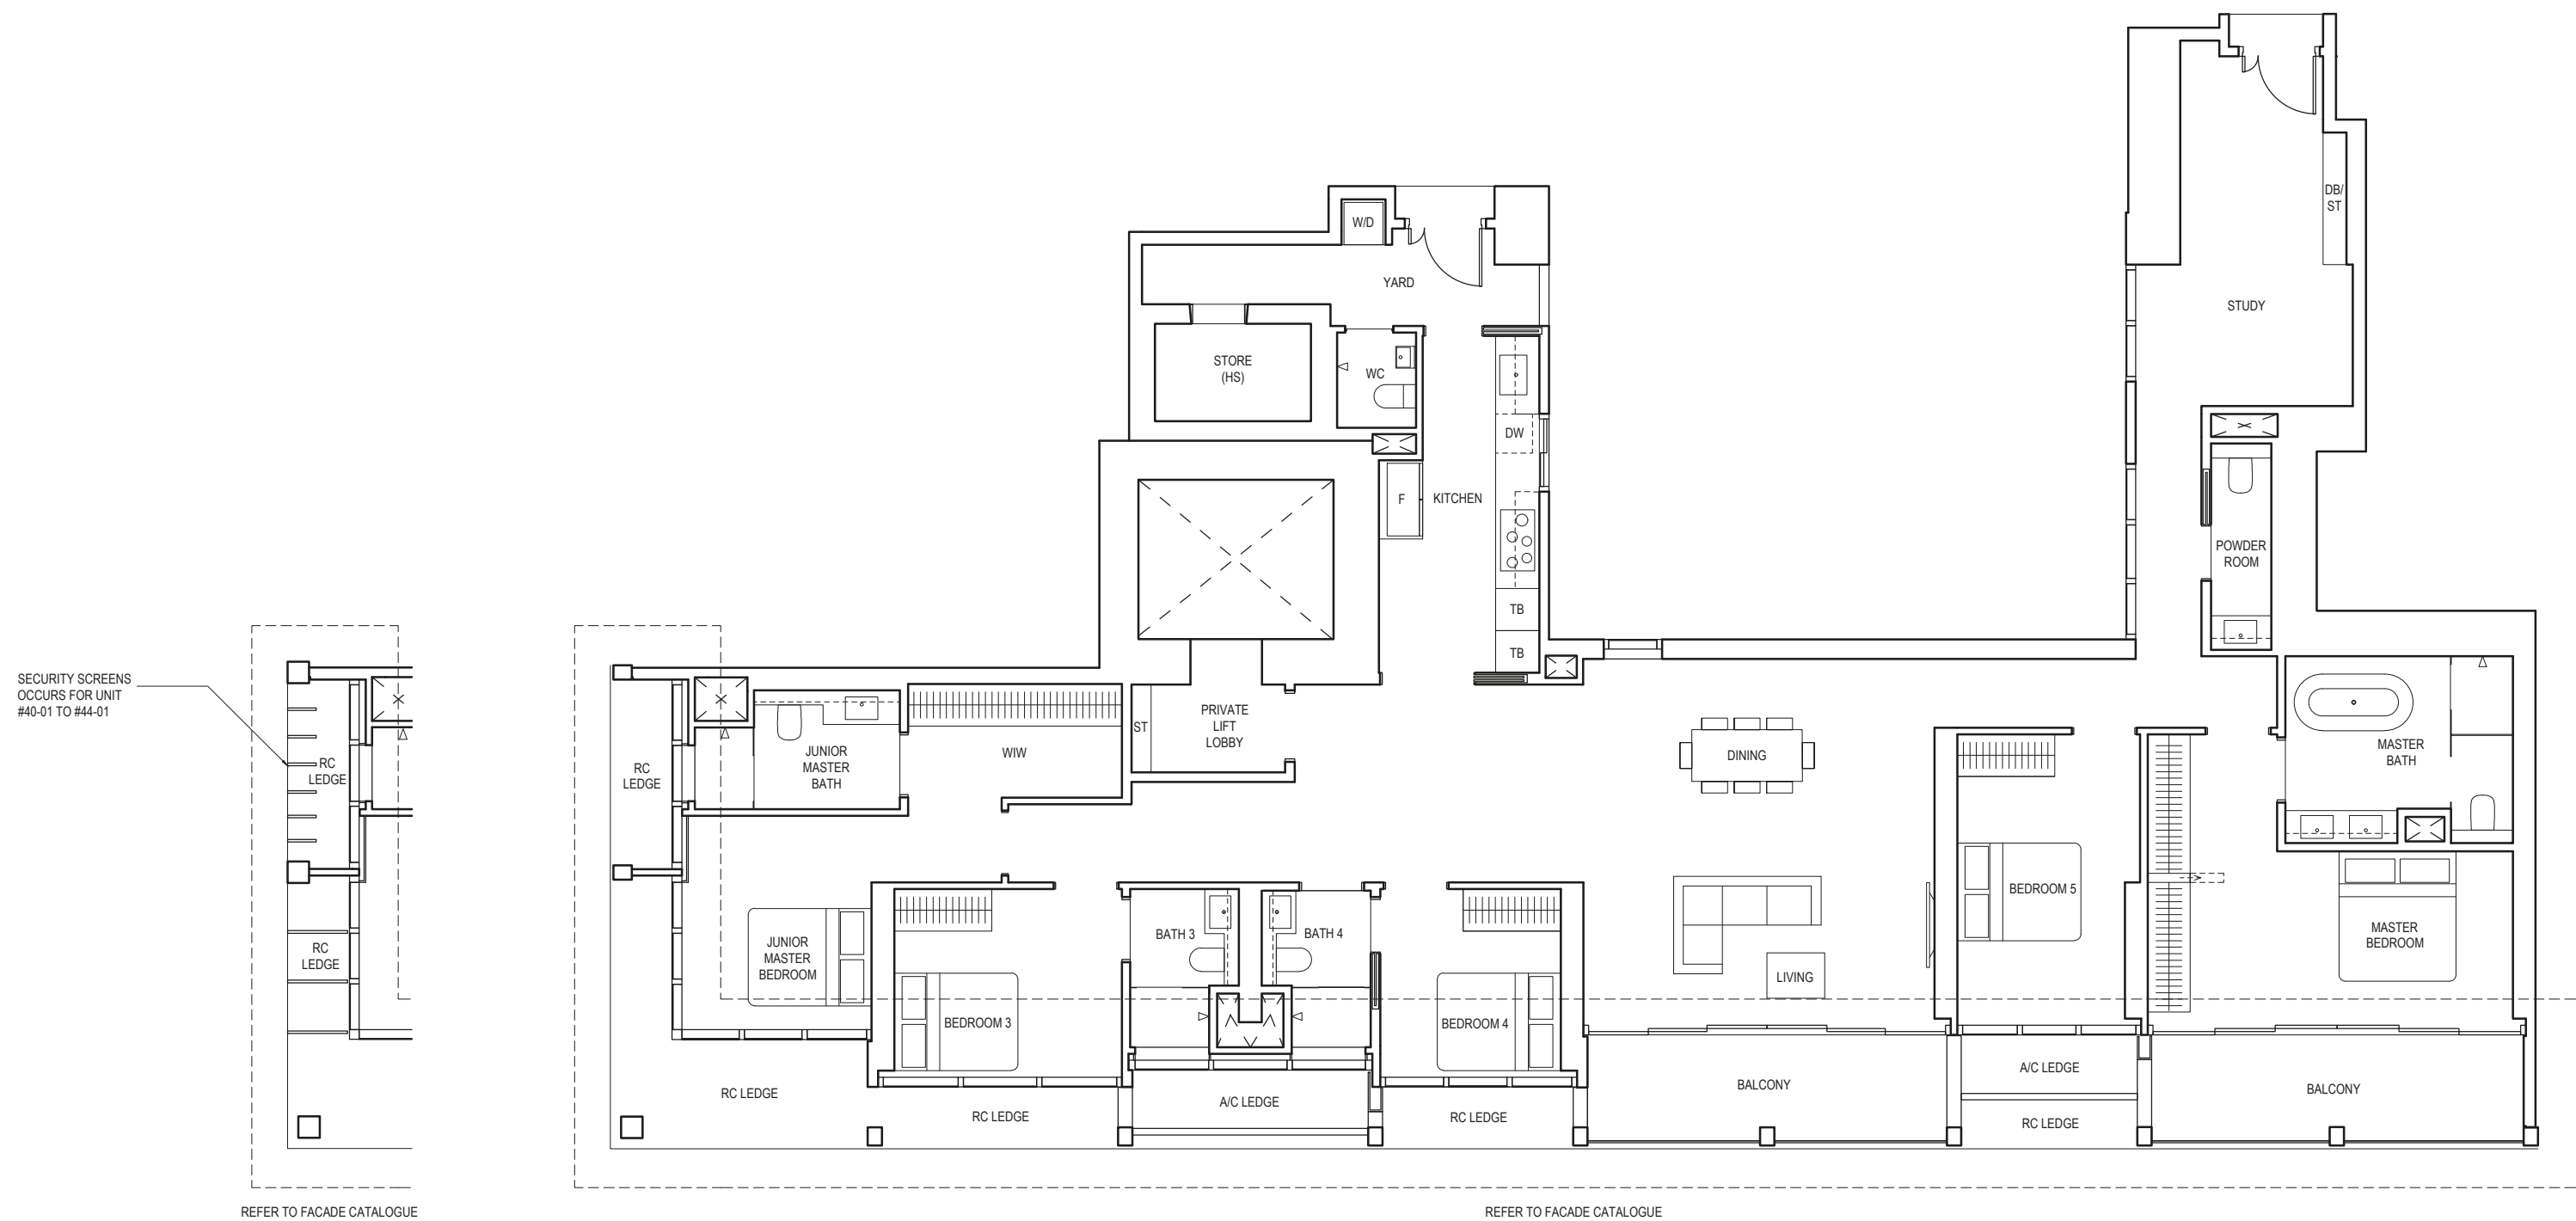 DB/
ST
W/D
YARD
STUDY
STORE
(HS)
WC
DW
F
KITCHEN
POWDER
ROOM
TB
TB
SECURITY SCREENS
OCCURS FOR UNIT
#40-01 TO #44-01
RC
LEDGE
RC
LEDGE
JUNIOR
MASTER
BATH
WIW
ST
PRIVATE
LIFT
LOBBY
DINING
MASTER
BATH
BEDROOM 5
RC
LEDGE
JUNIOR
MASTER
BEDROOM
BATH 3
BATH 4
MASTER
BEDROOM
LIVING
BEDROOM 3
BEDROOM 4
RC LEDGE
RC LEDGE
A/C LEDGE
RC LEDGE
BALCONY
A/C LEDGE
RC LEDGE
BALCONY
REFER TO FACADE CATALOGUE
REFER TO FACADE CATALOGUE